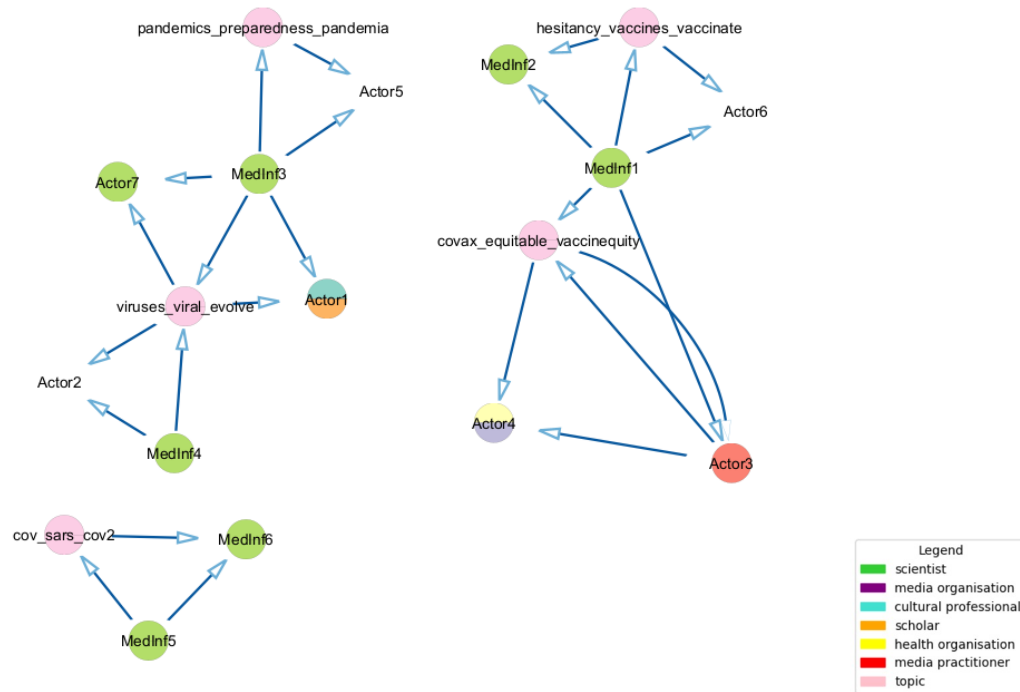 pandemics_preparedness_pandemia
hesitancy_vaccines_vaccinate
MedInf2
Actor5
Actor6
MedInf3
MedInf1
Actor7
covax_equitable_vaccinequity
viruses_viral_evolve
Actor1
Actor2
Actor4
MedInf4
Actor3
cov_sars_cov2
MedInf6
MedInf5
Legend
scientist
media organisation
cultural professional
scholar
health organisation
media practitioner
topic